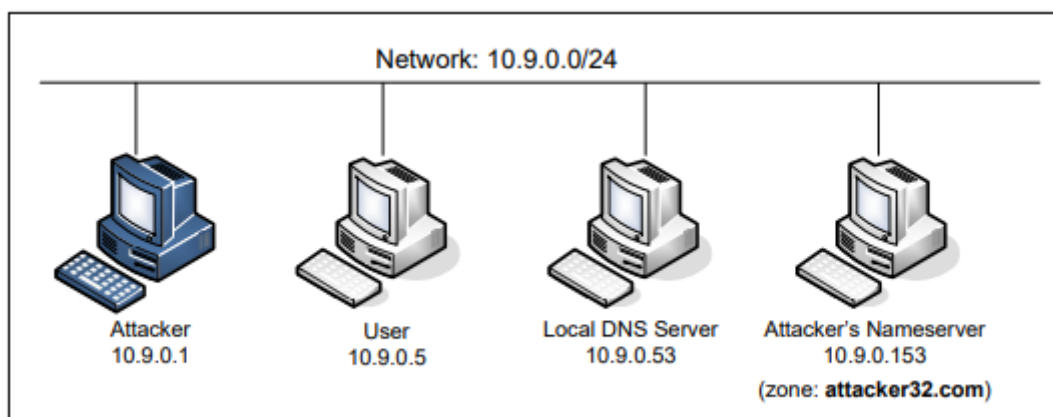 Network: 10.9.0.0/24
Attacker
10.9.0.1
User
10.9.0.5
Local DNS Server
10.9.0.53
Attacker's Nameserver
10.9.0.153
(zone: attacker32.com)